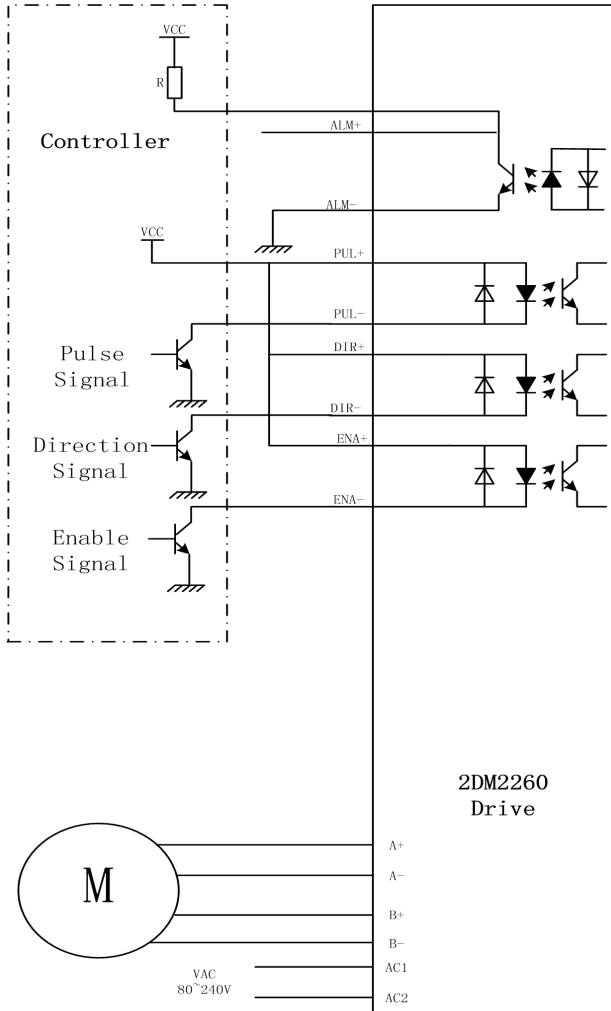 VCC
R
Controller
ALM+
ALM-
VCC
PUL+
PUL-
Pulse
Signal
DIR+
DIR-
Direction
Signal
ENA+
ENA-
Enable
Signal
2DM2260
Drive
M
A+
A-
B+
B-
VAC
80~240V
AC1
AC2